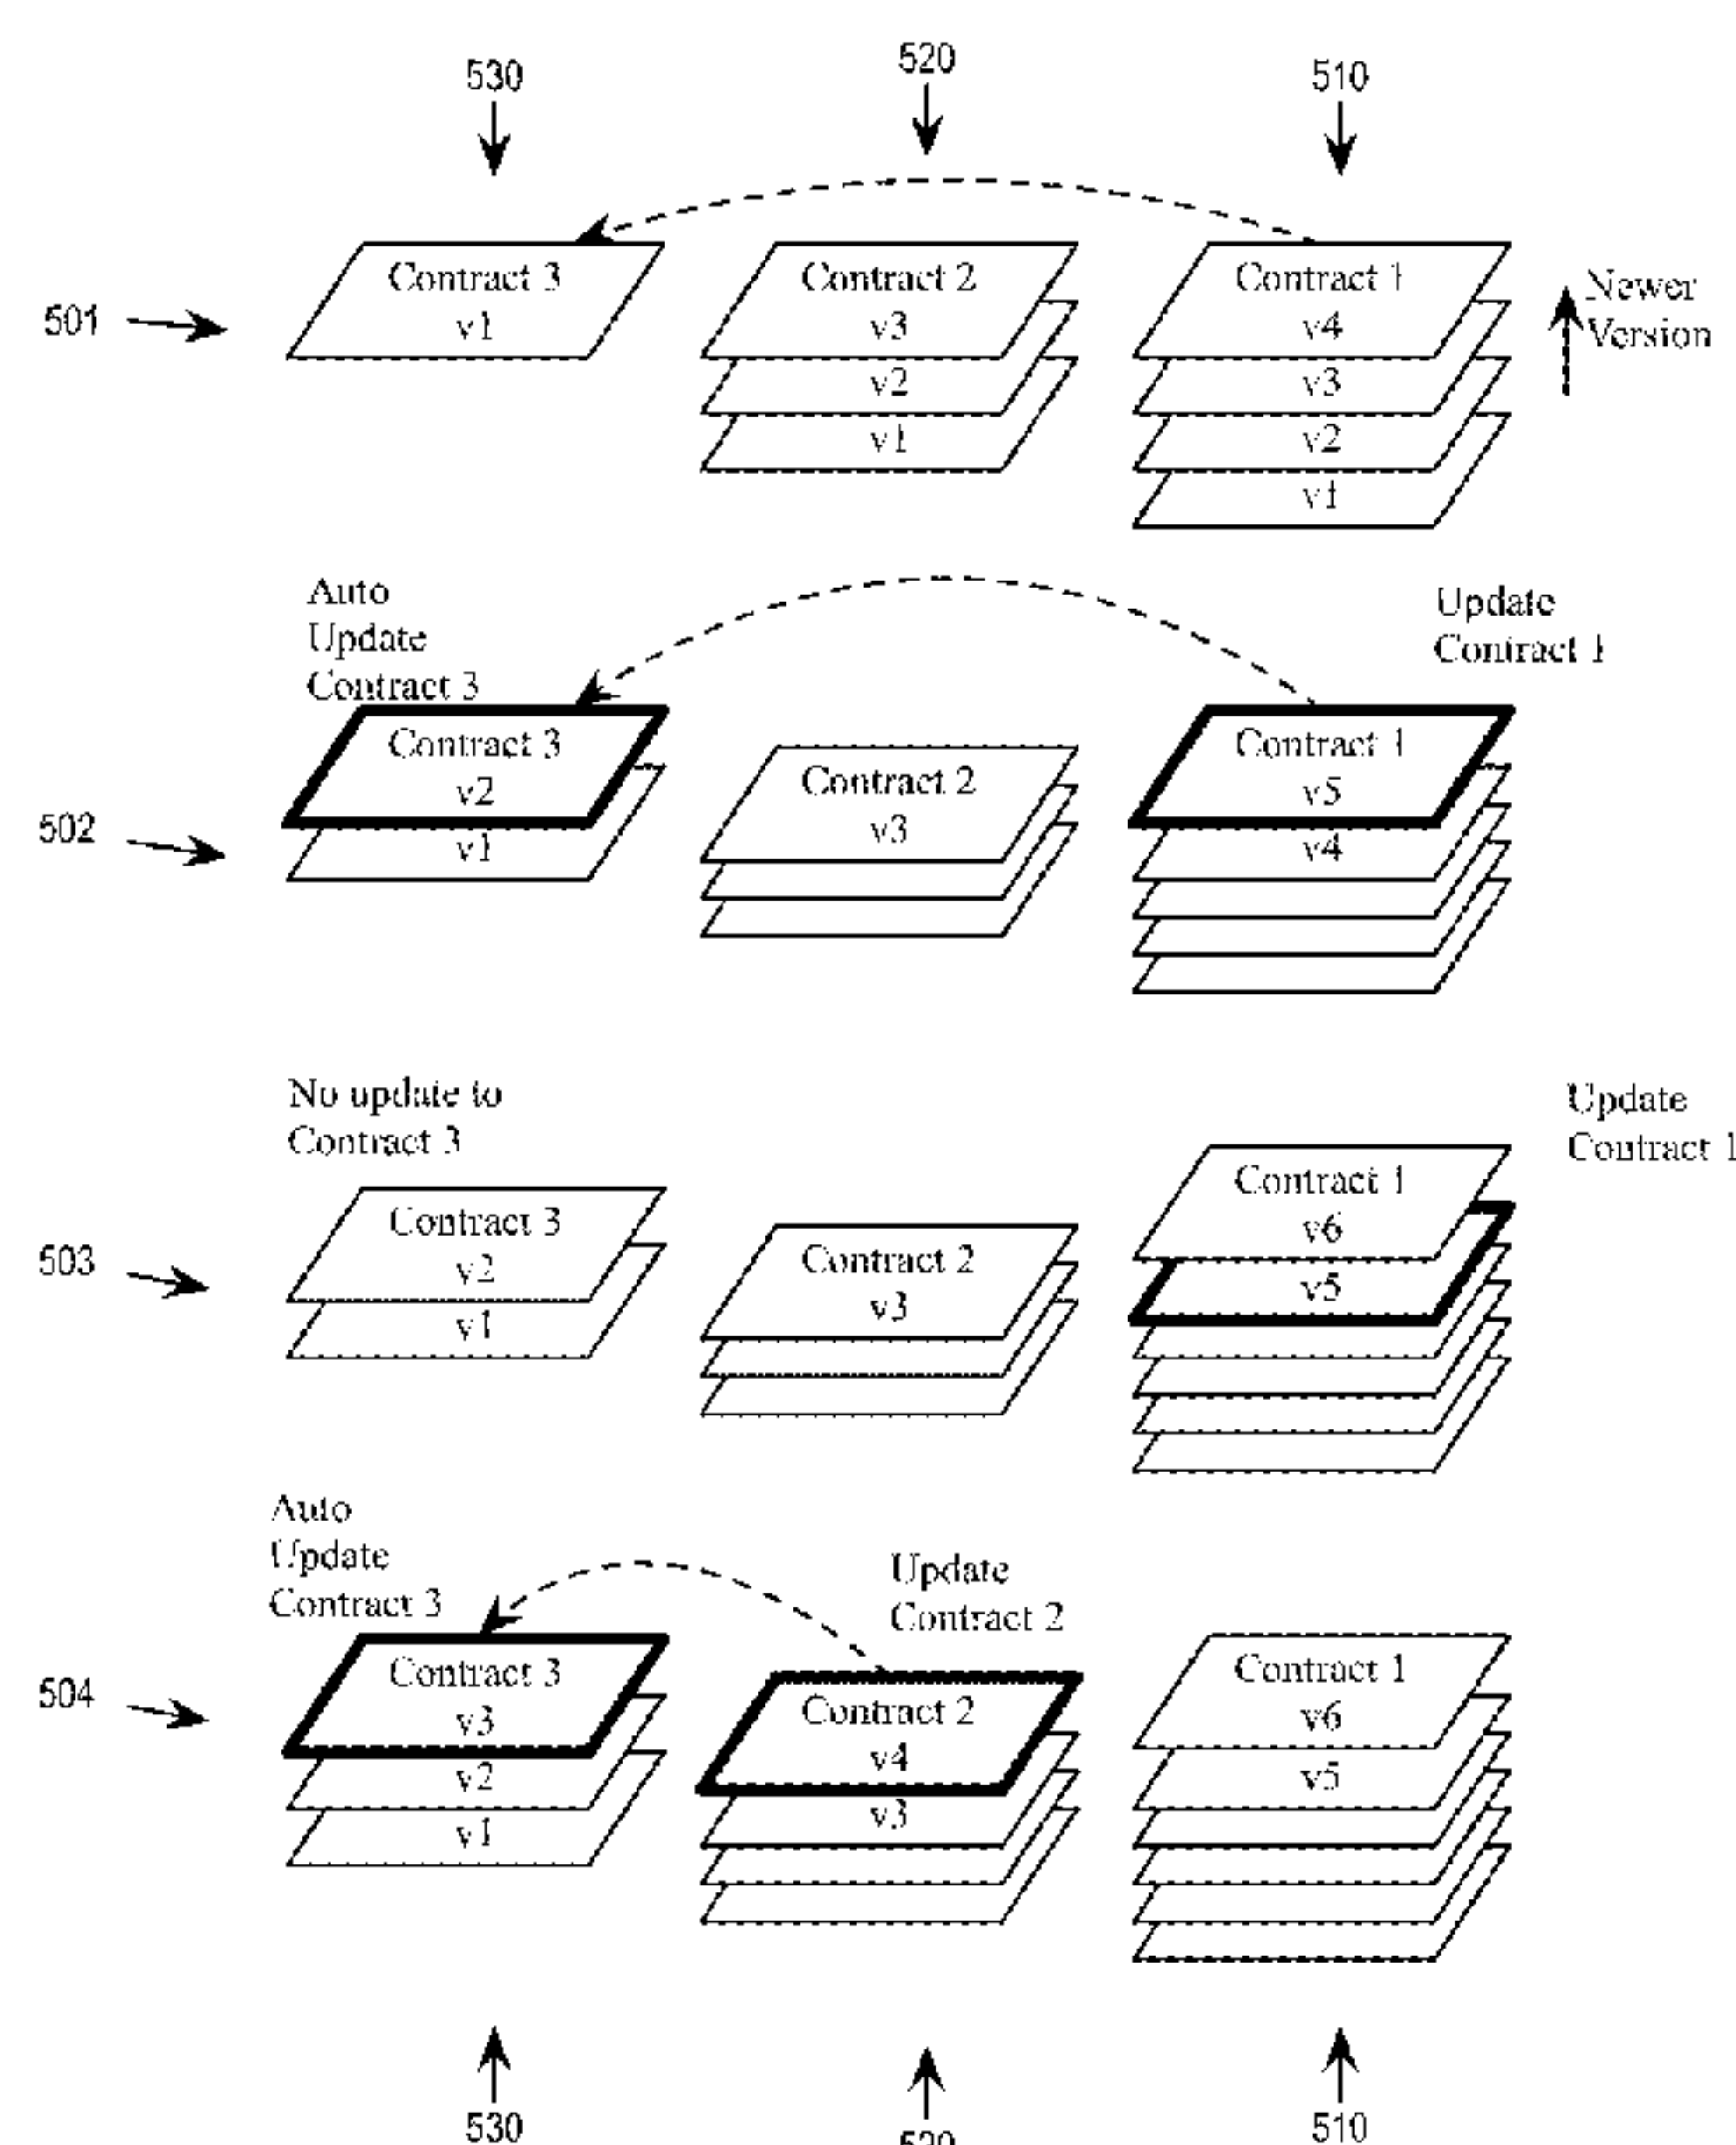 530
520
510
501
Contract 3
v1
Contract 2
v3
v2
v1
Contract 1
v4
v3
v2
v1
Newer
Version
Auto
Update
Contract 3
Update
Contract 1
502
Contract 3
v2
v1
Contract 2
v3
Contract 1
v5
v4
No update to
Contract 3
Update
Contract 1
503
Contract 3
v2
v1
Contract 2
v3
Contract 1
v6
v5
Auto
Update
Contract 3
Update
Contract 2
504
Contract 3
v3
v2
v1
Contract 2
v4
v3
Contract 1
v6
v5
530
510